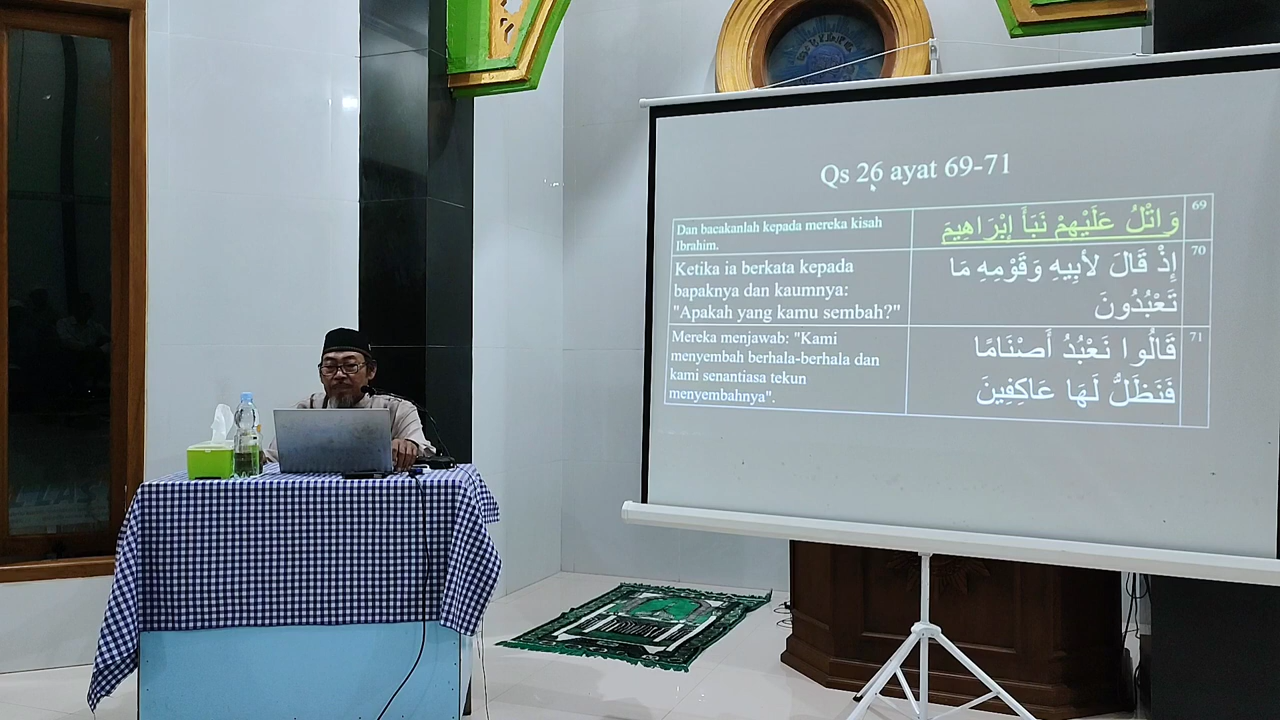 Qs 26 ayat 69-71
Dan bacakanlah kepada mereka kisah
Ibrahim.
وَاتْلُ عَلَيْهِمْ نَبَأَ إِبْرَاهِيمَ
69
Ketika ia berkata kepada
bapaknya dan kaumnya:
"Apakah yang kamu sembah?"
إِذْ قَالَ لأبِيهِ وَقَوْمِهِ مَا
تَعْبُدُونَ
70
Mereka menjawab: "Kami
menyembah berhala-berhala dan
kami senantiasa tekun
menyembahnya".
قَالُوا نَعْبُدُ أَصْنَامًا
فَنَظَلُّ لَهَا عَاكِفِينَ
71